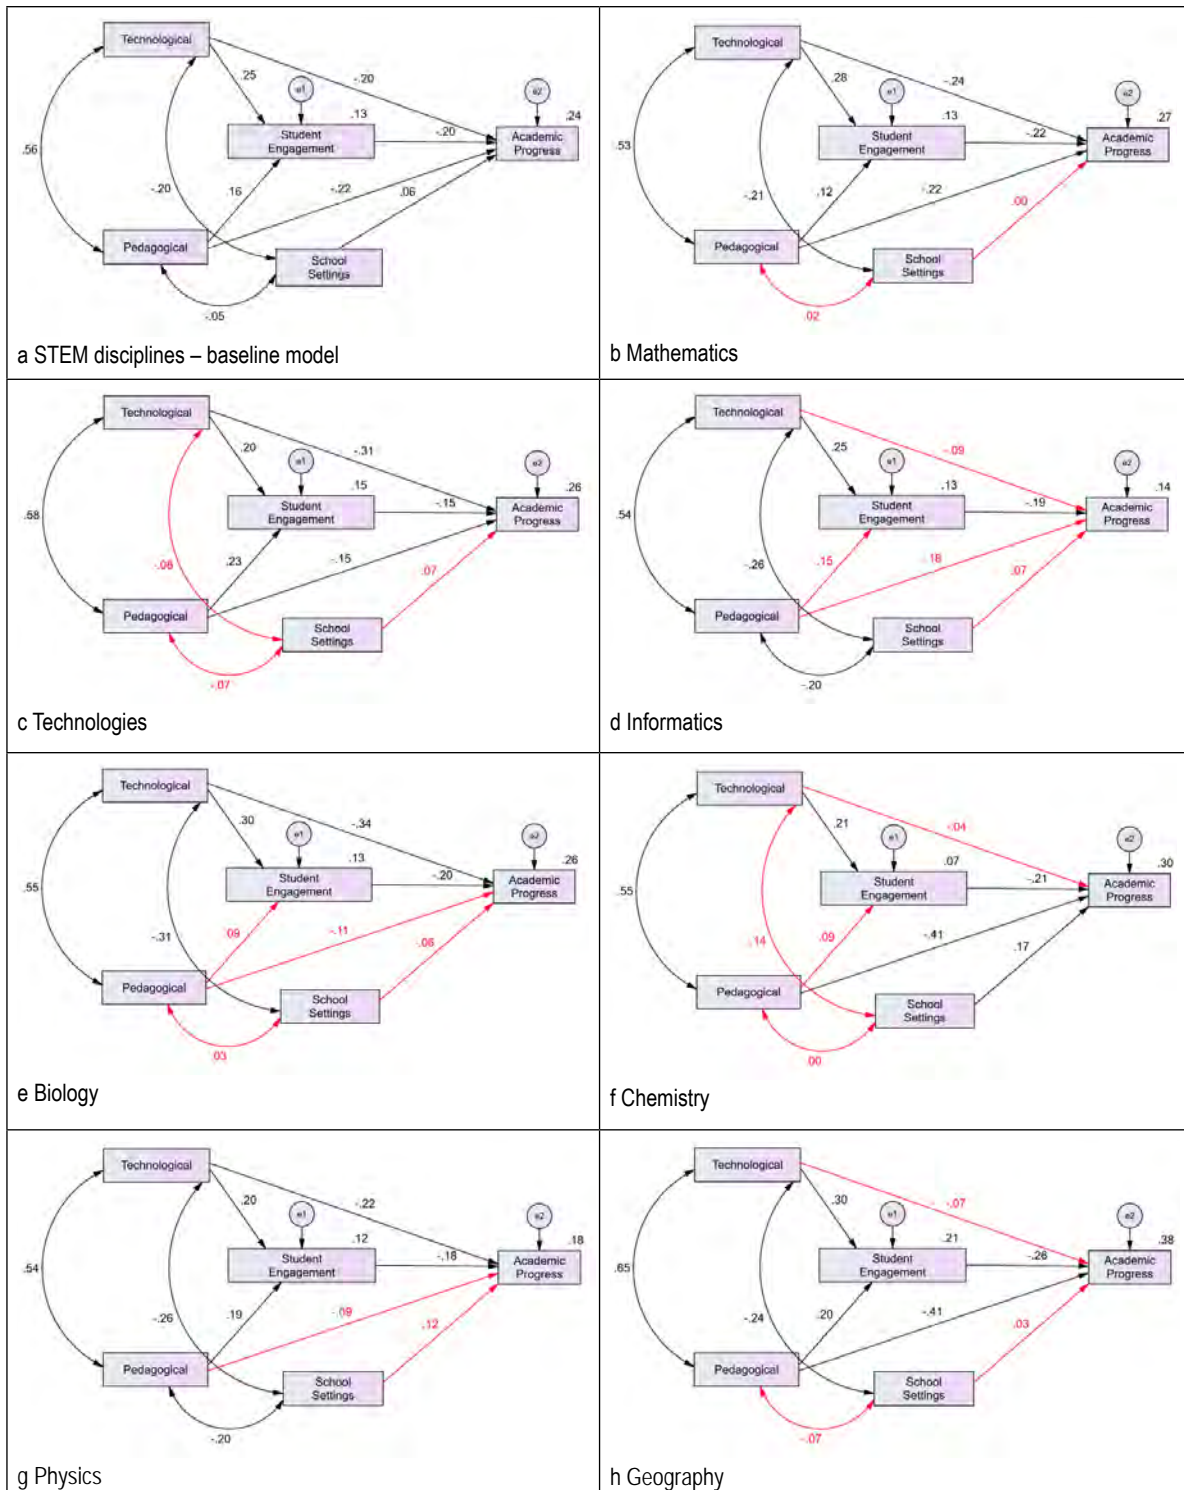 Technological
-.20
.25
e1
e2
.13
.24
Student
Engagement
-.20
Academic
Progress
.56
-.20
.16
-.22
.06
Pedagogical
School
Settings
-.05
a STEM disciplines – baseline model
Technological
-.24
.28
e1
e2
.13
.27
Student
Engagement
-.22
Academic
Progress
.53
-.21
.12
-.22
.00
Pedagogical
School
Settings
.02
b Mathematics
Technological
-.31
.20
e1
e2
.15
.26
Student
Engagement
-.15
Academic
Progress
.58
.23
-.15
.07
Pedagogical
School
Settings
-.07
c Technologies
Technological
-.09
.25
e1
e2
.13
.14
Student
Engagement
-.19
Academic
Progress
.54
-.26
.15
-.18
.07
Pedagogical
School
Settings
-.20
d Informatics
Technological
-.34
.30
e1
e2
.13
.26
Student
Engagement
-.20
Academic
Progress
.55
-.31
.09
-.11
Pedagogical
School
Settings
.03
e Biology
Technological
-.04
.21
e1
e2
.07
.30
Student
Engagement
-.21
Academic
Progress
.55
.14
.09
-.41
.17
Pedagogical
School
Settings
.00
f Chemistry
Technological
-.22
.20
e1
e2
.12
.18
Student
Engagement
-.18
Academic
Progress
.54
-.26
.19
-.09
.12
Pedagogical
School
Settings
-.20
g Physics
Technological
-.07
.30
e1
e2
.21
.38
Student
Engagement
-.26
Academic
Progress
.65
-.24
.20
-.41
.03
Pedagogical
School
Settings
-.07
h Geography